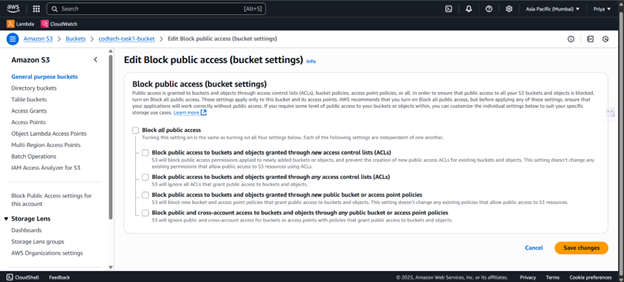 aws
Search
[Alt+S]
Asia Pacific (Mumbai)
Priya
Lambda
CloudWatch
Amazon S3 > Buckets > codtech-task1-bucket > Edit Block public access (bucket settings)
Amazon S3
General purpose buckets
Directory buckets
Table buckets
Access Grants
Access Points
Object Lambda Access Points
Multi-Region Access Points
Batch Operations
IAM Access Analyzer for S3
Block Public Access settings for
this account
Storage Lens
Dashboards
Storage Lens groups
AWS Organizations settings
Edit Block public access (bucket settings) Info
Block public access (bucket settings)
Public access is granted to buckets and objects through access control lists (ACLs), bucket policies, access point policies, or all. In order to ensure that public access to all your S3 buckets and objects is blocked,
turn on Block all public access. These settings apply only to this bucket and its access points. AWS recommends that you turn on Block all public access, but before applying any of these settings, ensure that
your applications will work correctly without public access. If you require some level of public access to your buckets or objects within, you can customize the individual settings below to suit your specific
storage use cases. Learn more
Block all public access
Turning this setting on is the same as turning on all four settings below. Each of the following settings are independent of one another.
Block public access to buckets and objects granted through new access control lists (ACLs)
S3 will block public access permissions applied to newly added buckets or objects, and prevent the creation of new public access ACLs for existing buckets and objects. This setting doesn't change any
existing permissions that allow public access to S3 resources using ACLs.
Block public access to buckets and objects granted through any access control lists (ACLs)
S3 will ignore all ACLs that grant public access to buckets and objects.
Block public access to buckets and objects granted through new public bucket or access point policies
S3 will block new bucket and access point policies that grant public access to buckets and objects. This setting doesn't change any existing policies that allow public access to S3 resources.
Block public and cross-account access to buckets and objects through any public bucket or access point policies
S3 will ignore public and cross-account access for buckets or access points with policies that grant public access to buckets and objects.
Cancel
Save changes
CloudShell
Feedback
© 2025, Amazon Web Services, Inc. or its affiliates.
Privacy
Terms
Cookie preferences